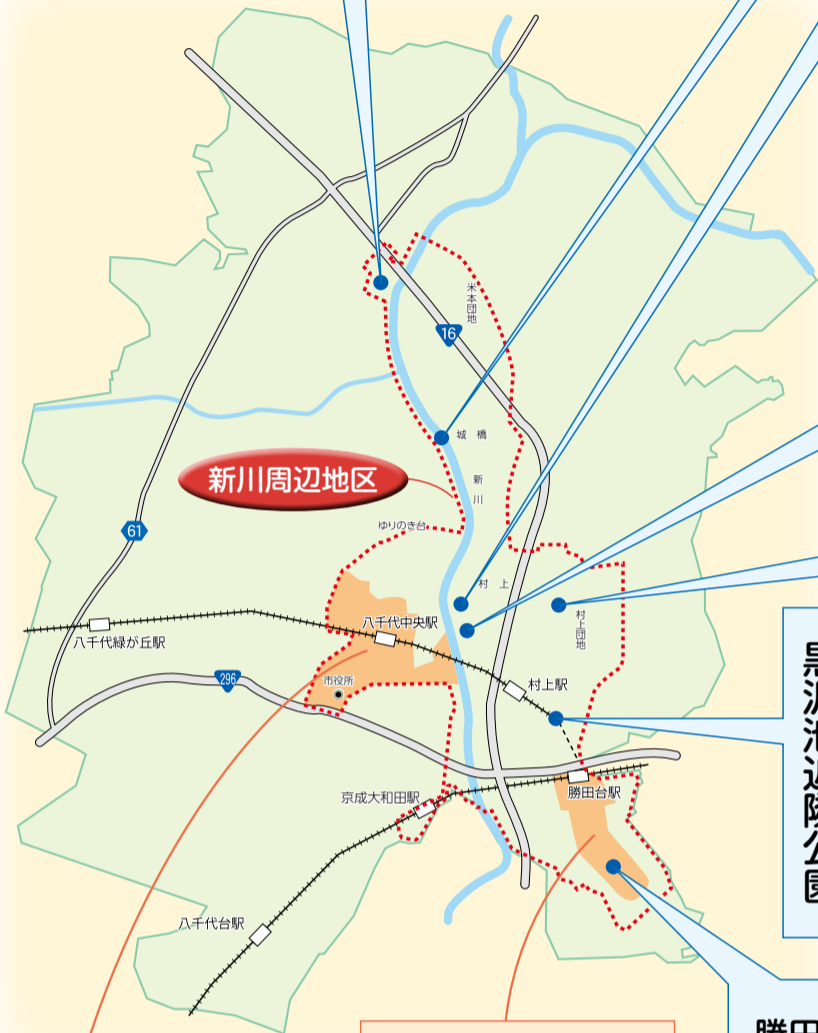 米本団地
16
城橋
新川
新川周辺地区
ゆりのき台
61
村上
村上団地
八千代中央駅
八千代緑が丘駅
296
市役所
村上駅
黒沢池近隣公園
勝田台駅
京成大和田駅
八千代台駅
勝田